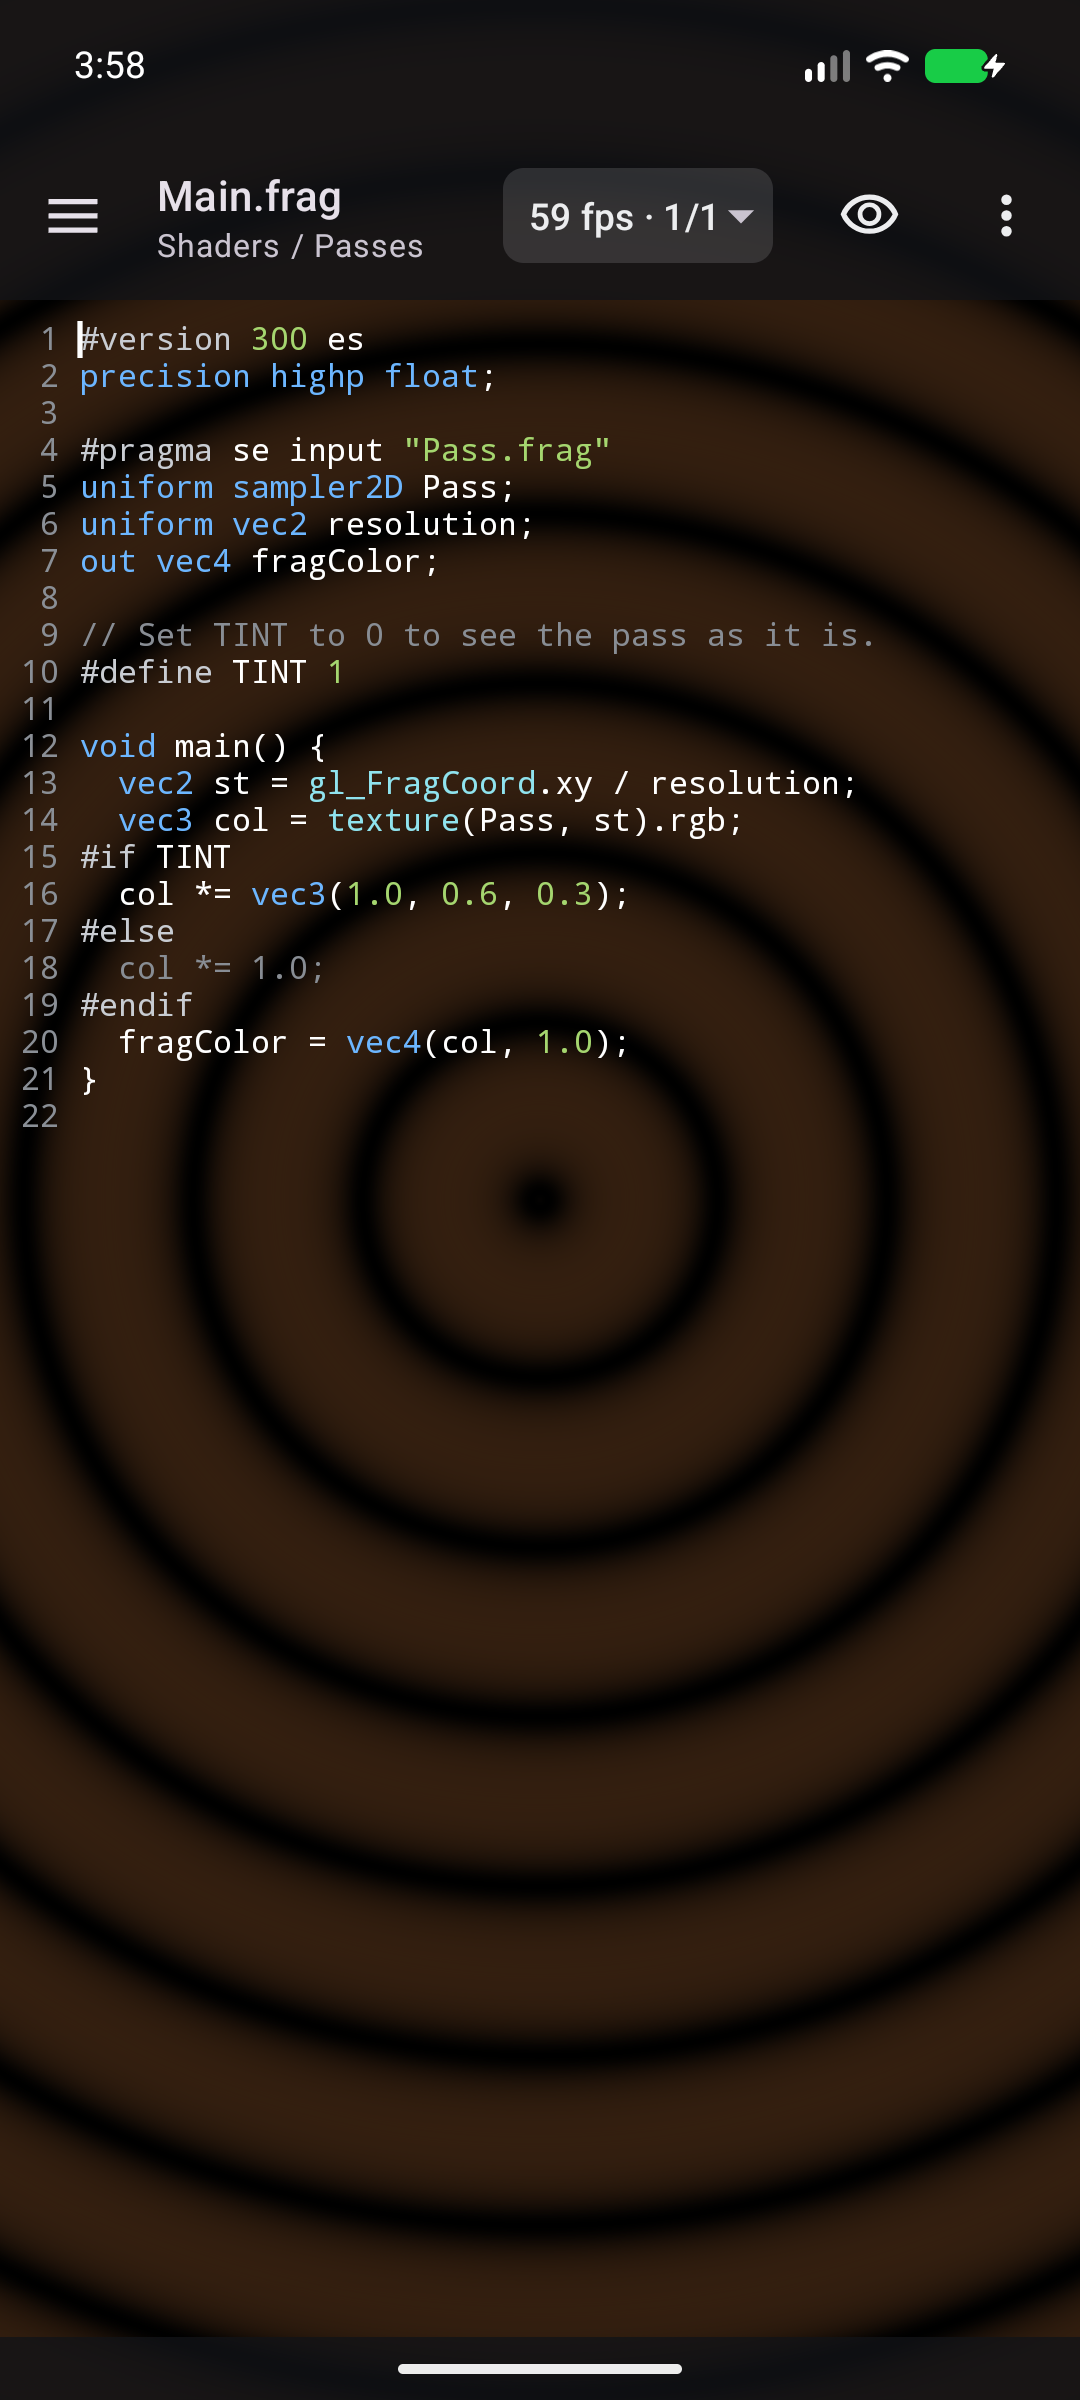 3:58
Main.frag
Shaders / Passes
59 fps · 1/1
1 #version 300 es
2 precision highp float;
3
4 #pragma se input "Pass.frag"
5 uniform sampler2D Pass;
6 uniform vec2 resolution;
7 out vec4 fragColor;
8
9 // Set TINT to 0 to see the pass as it is.
10 #define TINT 1
11
12 void main() {
13   vec2 st = gl_FragCoord.xy / resolution;
14   vec3 col = texture(Pass, st).rgb;
15 #if TINT
16   col *= vec3(1.0, 0.6, 0.3);
17 #else
18   col *= 1.0;
19 #endif
20   fragColor = vec4(col, 1.0);
21 }
22